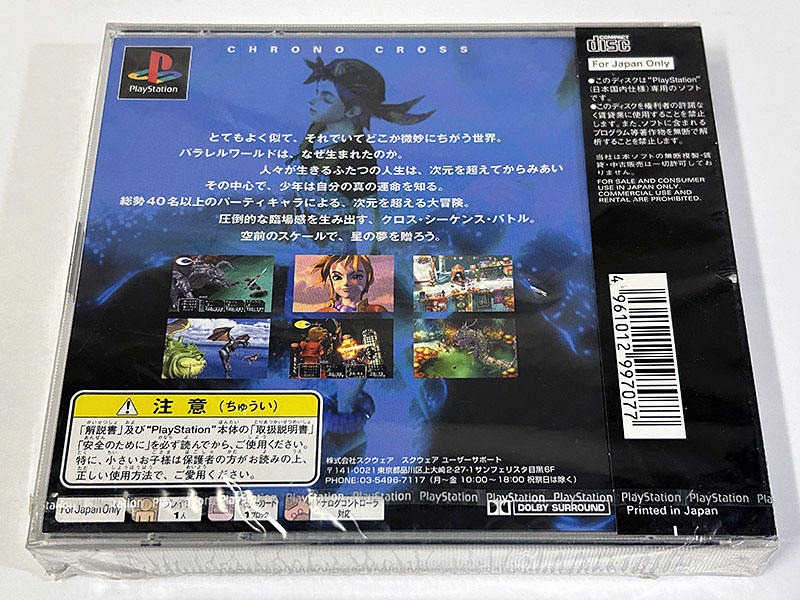 CHRONO CROSS
PlayStation
とてもよく似て、それでいてどこか微妙にちがう世界。
パラレルワールドは、なぜ生まれたのか。
人々が生きるふたつの人生は、次元を超えてからみあい
その中心で、少年は自分の真の運命を知る。
総勢40名以上のパーティキャラによる、次元を超える大冒険。
圧倒的な臨場感を生み出す、クロス・シーケンス・バトル。
空前のスケールで、星の夢を贈ろう。
注意(ちゅうい)
「解説書」及び"PlayStation"本体の「取扱説明書」
「安全のために」を必ず読んでから、ご使用ください。
特に、小さいお子様は保護者の方がお読みの上、
正しい使用方法で、ご愛用ください。
株式会社スクウェア スクウェア ユーザーサポート
〒141-0021 東京都品川区上大崎2-27-1サンフェリスタ目黒6F
PHONE:03-5496-7117 (月〜金 10:00〜18:00 祝祭日は除く)
PlayStation PlayStation PlayStation PlayStation PlayStation
For Japan Only
1人
1ブロック
アナログコントローラ
対応
DOLBY SURROUND
COMPACT
disc
For Japan Only
●このディスクは"PlayStation"
(日本国内仕様)専用のソフト
です。
●このディスクを権利者の許諾な
く賃貸業に使用することを禁止
します。また、ソフトに含まれる
プログラム等著作物を無断で解
析することを禁止します。
当社は本ソフトの無断複製・賃
貸・中古販売は一切許可してお
りません。
FOR SALE AND CONSUMER
USE IN JAPAN ONLY.
COMMERCIAL USE AND
RENTAL ARE PROHIBITED.
4961012997077
PlayStation
Printed in Japan